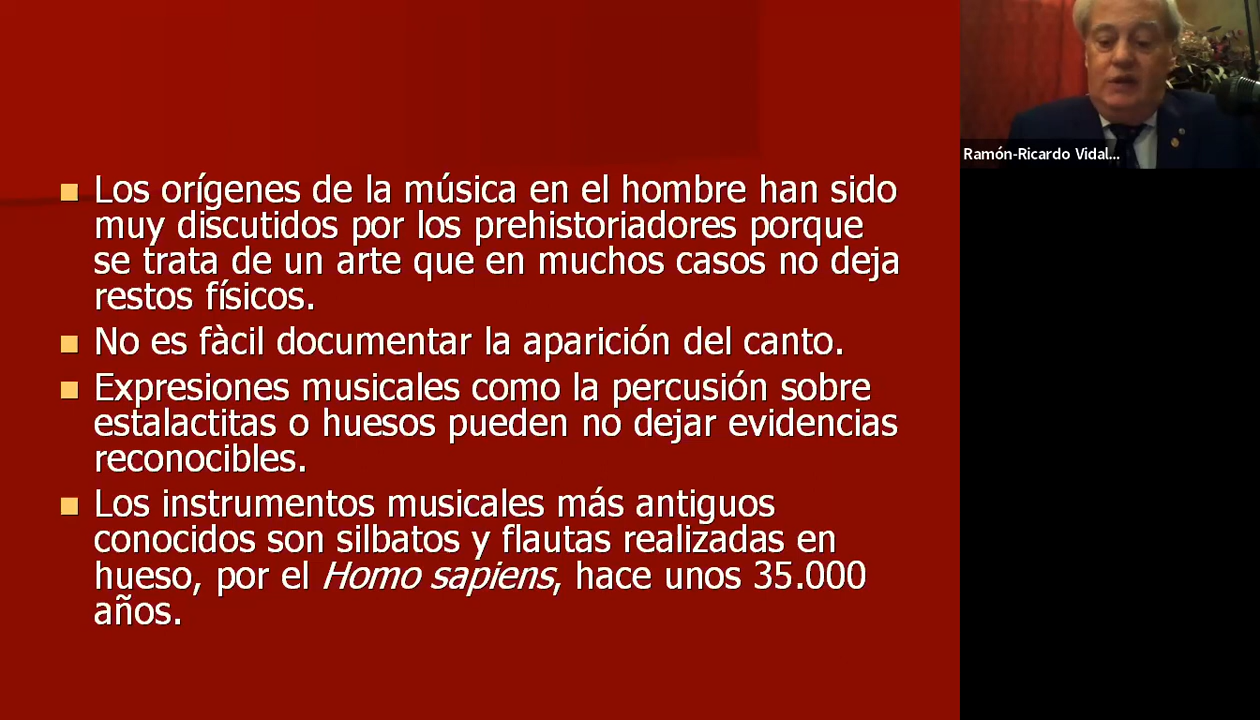 Los orígenes de la música en el hombre han sido
muy discutidos por los prehistoriadores porque
se trata de un arte que en muchos casos no deja
restos físicos.
No es fàcil documentar la aparición del canto.
Expresiones musicales como la percusión sobre
estalactitas o huesos pueden no dejar evidencias
reconocibles.
Los instrumentos musicales más antiguos
conocidos son silbatos y flautas realizadas en
hueso, por el Homo sapiens, hace unos 35.000
años.
Ramón-Ricardo Vidal...